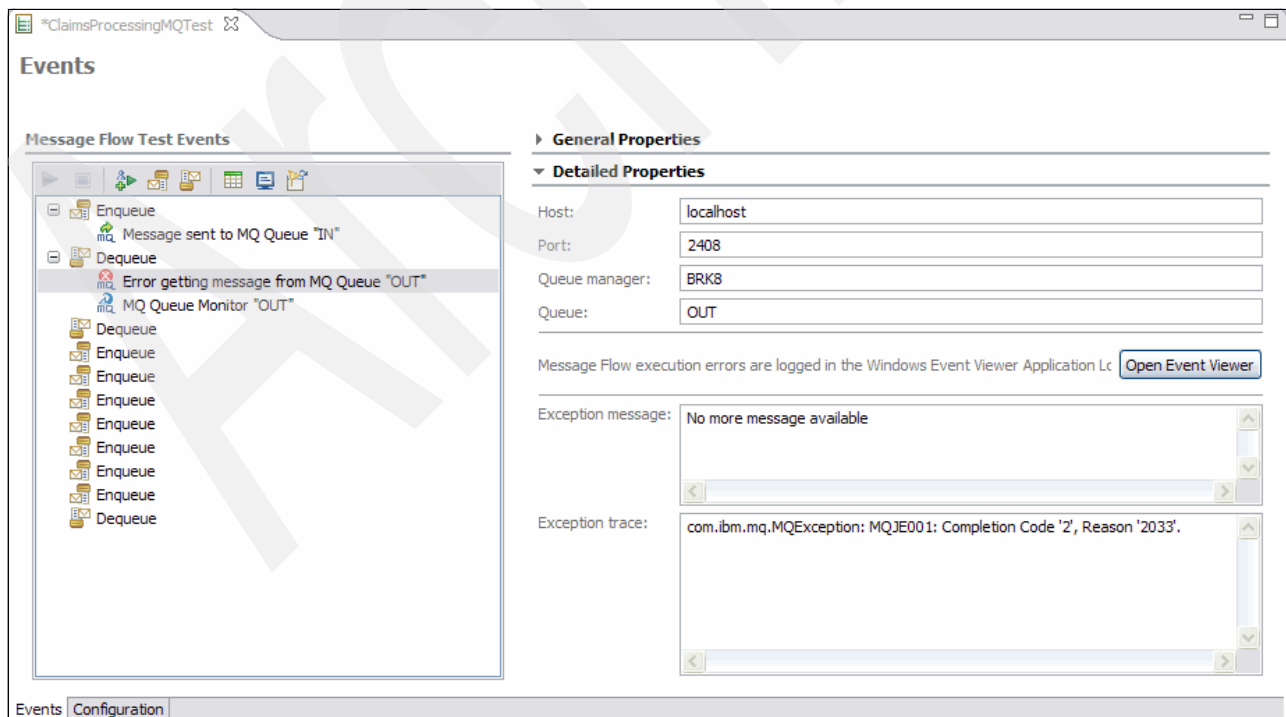 *ClaimsProcessingMQTest
Events
Message Flow Test Events
Enqueue
Message sent to MQ Queue "IN"
Dequeue
Error getting message from MQ Queue "OUT"
MQ Queue Monitor "OUT"
Dequeue
Enqueue
Enqueue
Enqueue
Enqueue
Enqueue
Enqueue
Enqueue
Dequeue
General Properties
Detailed Properties
Host: localhost
Port: 2408
Queue manager: BRK8
Queue: OUT
Message Flow execution errors are logged in the Windows Event Viewer Application Lc Open Event Viewer
Exception message: No more message available
Exception trace: com.ibm.mq.MQException: MQJE001: Completion Code '2', Reason '2033'.
Events Configuration